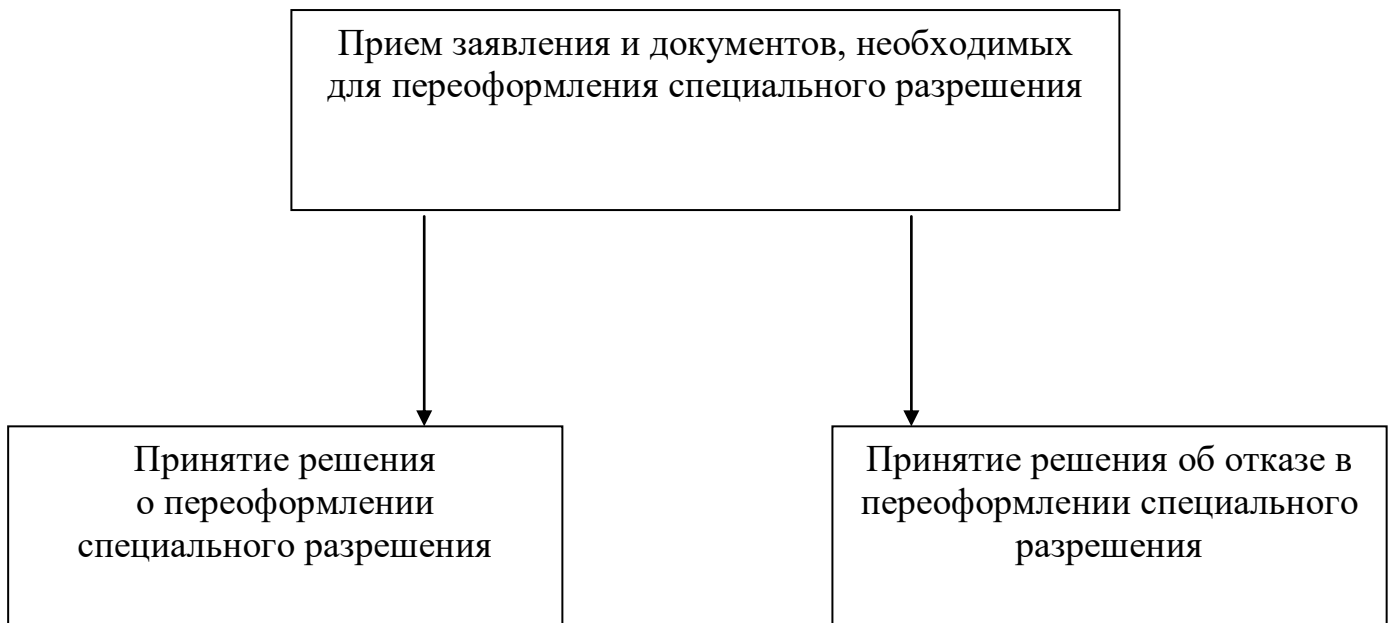 Прием заявления и документов, необходимых
для переоформления специального разрешения
Принятие решения
о переоформлении
специального разрешения
Принятие решения об отказе в
переоформлении специального
разрешения